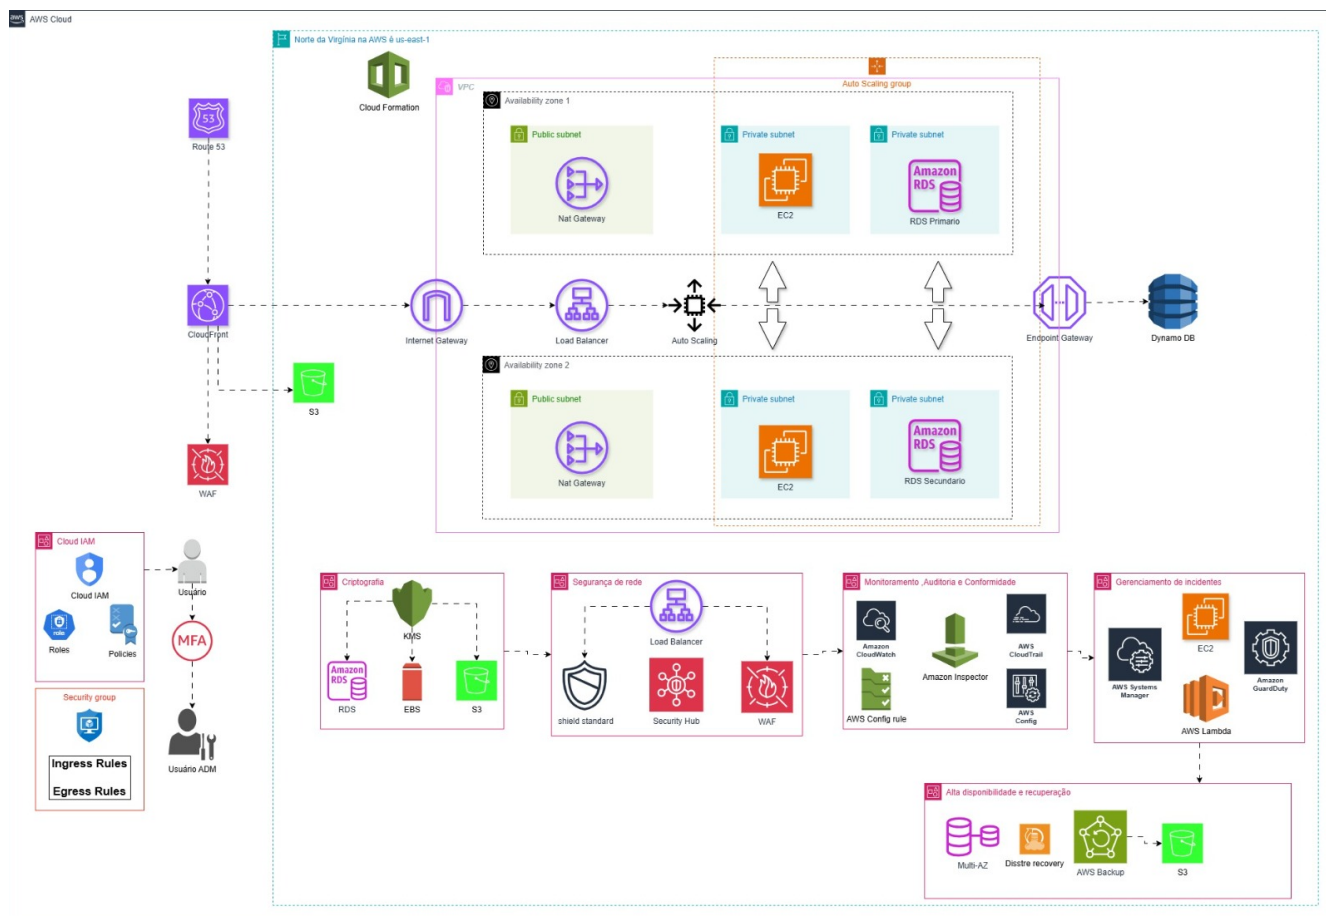 aws
AWS Cloud
Norte da Virgínia na AWS é us-east-1
Cloud Formation
Auto Scaling group
VPC
Availability zone 1
53
Route 53
Public subnet
Nat Gateway
Private subnet
EC2
Private subnet
Amazon
RDS
RDS Primario
CloudFront
Internet Gateway
Load Balancer
Auto Scaling
Endpoint Gateway
Dynamo DB
S3
WAF
Availability zone 2
Public subnet
Nat Gateway
Private subnet
EC2
Private subnet
Amazon
RDS
RDS Secundario
Cloud IAM
Cloud IAM
role
Roles
Policies
Usuário
MFA
Usuário ADM
Security group
Ingress Rules
Egress Rules
Criptografia
KMS
Amazon
RDS
RDS
EBS
S3
Segurança de rede
Load Balancer
shield standard
Security Hub
WAF
Monitoramento ,Auditoria e Conformidade
Amazon
CloudWatch
AWS Config rule
Amazon Inspector
AWS
CloudTrail
AWS
Config
Gerenciamento de incidentes
AWS Systems
Manager
EC2
AWS Lambda
Amazon
GuardDuty
Alta disponibilidade e recuperação
Multi-AZ
Disstre recovery
AWS Backup
S3